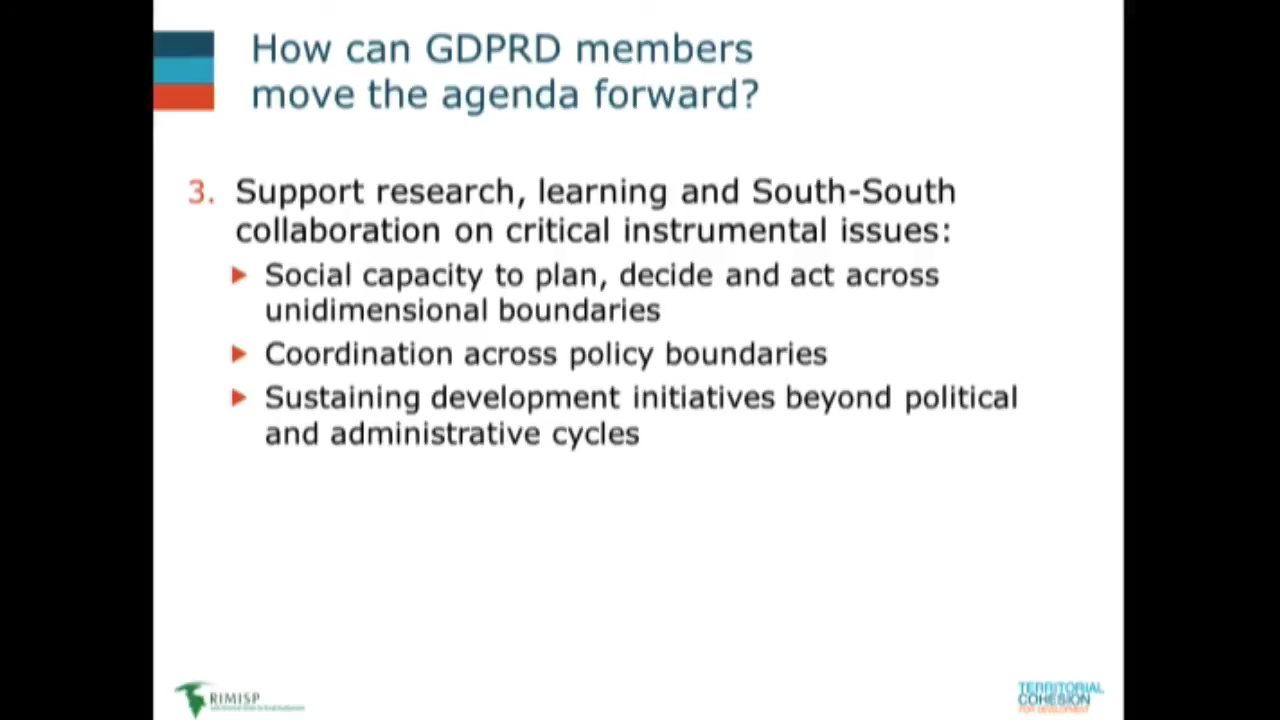 How can GDPRD members
move the agenda forward?
3. Support research, learning and South-South
collaboration on critical instrumental issues:
Social capacity to plan, decide and act across
unidimensional boundaries
Coordination across policy boundaries
Sustaining development initiatives beyond political
and administrative cycles
RIMISP
TERRITORIAL
COHESION
FOR DEVELOPMENT